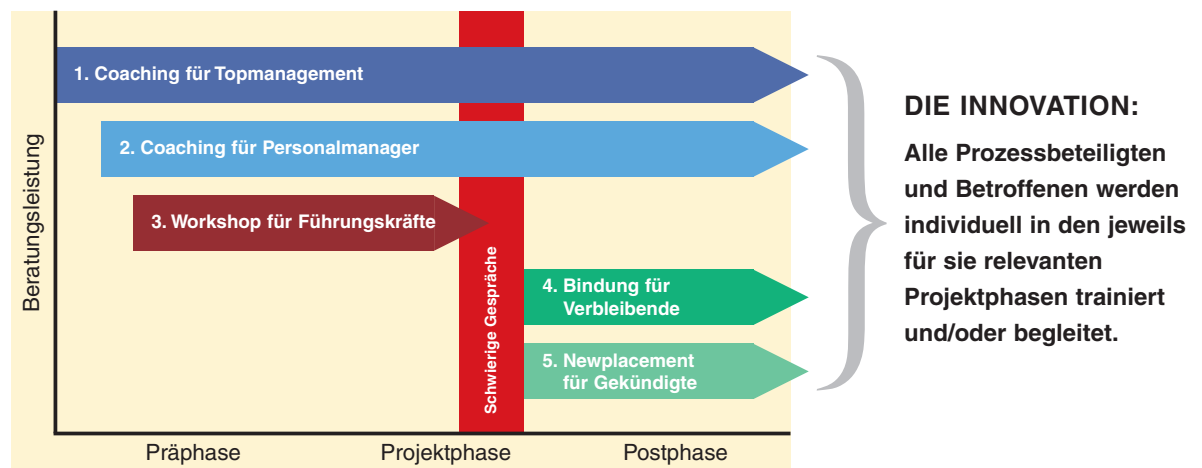 Beratungsleistung
1. Coaching für Topmanagement
2. Coaching für Personalmanager
3. Workshop für Führungskräfte
Schwierige Gespräche
4. Bindung für
Verbleibende
5. Newplacement
für Gekündigte
Präphase
Projektphase
Postphase
DIE INNOVATION:
Alle Prozessbeteiligten
und Betroffenen werden
individuell in den jeweils
für sie relevanten
Projektphasen trainiert
und/oder begleitet.